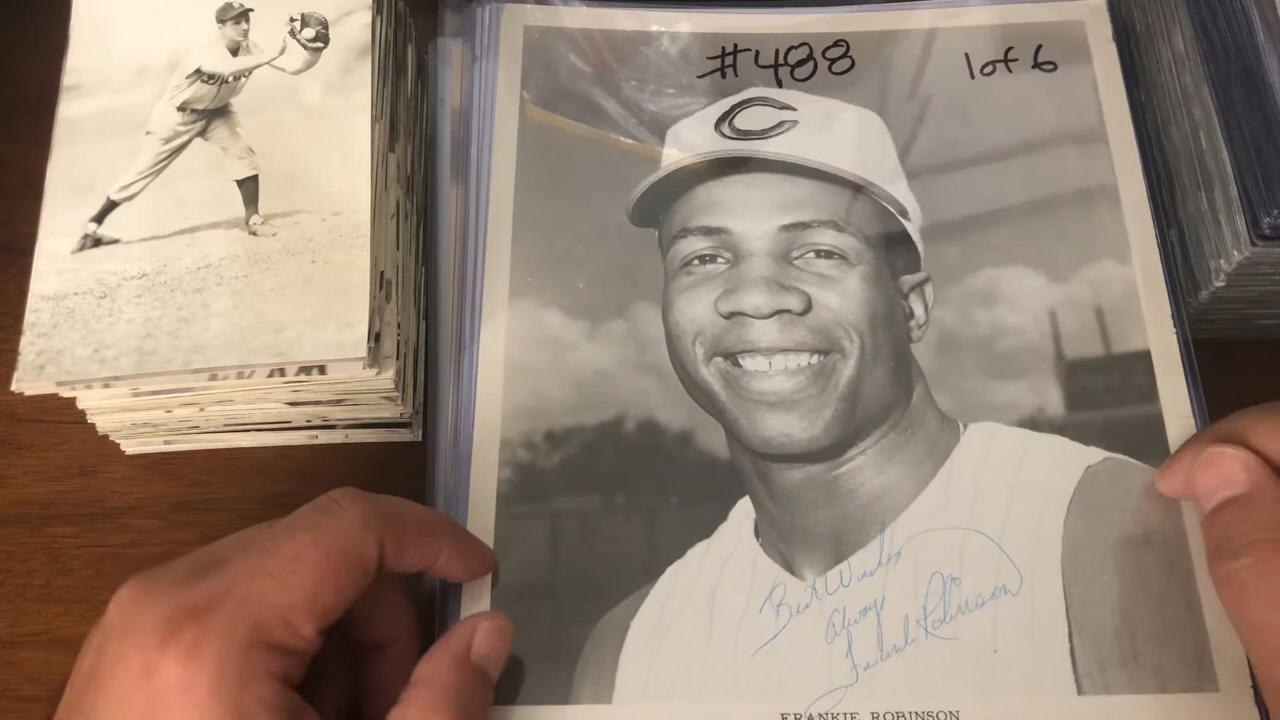 #488 1 of 6
C
Best Wishes
Always
Frank Robinson
FRANKIE ROBINSON